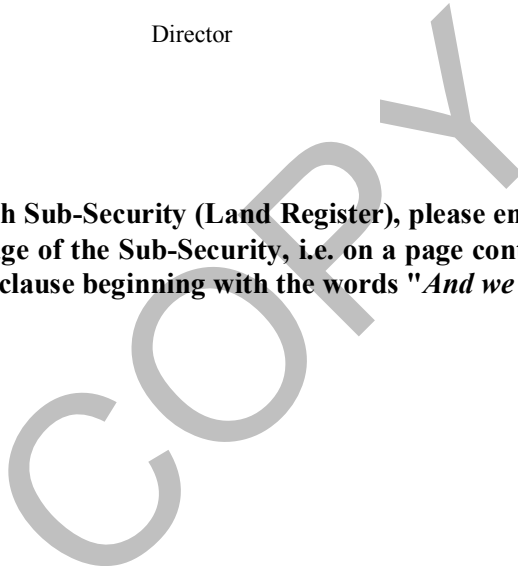 Director
h Sub-Security (Land Register), please en
ge of the Sub-Security, i.e. on a page con
clause beginning with the words "And we
COPY